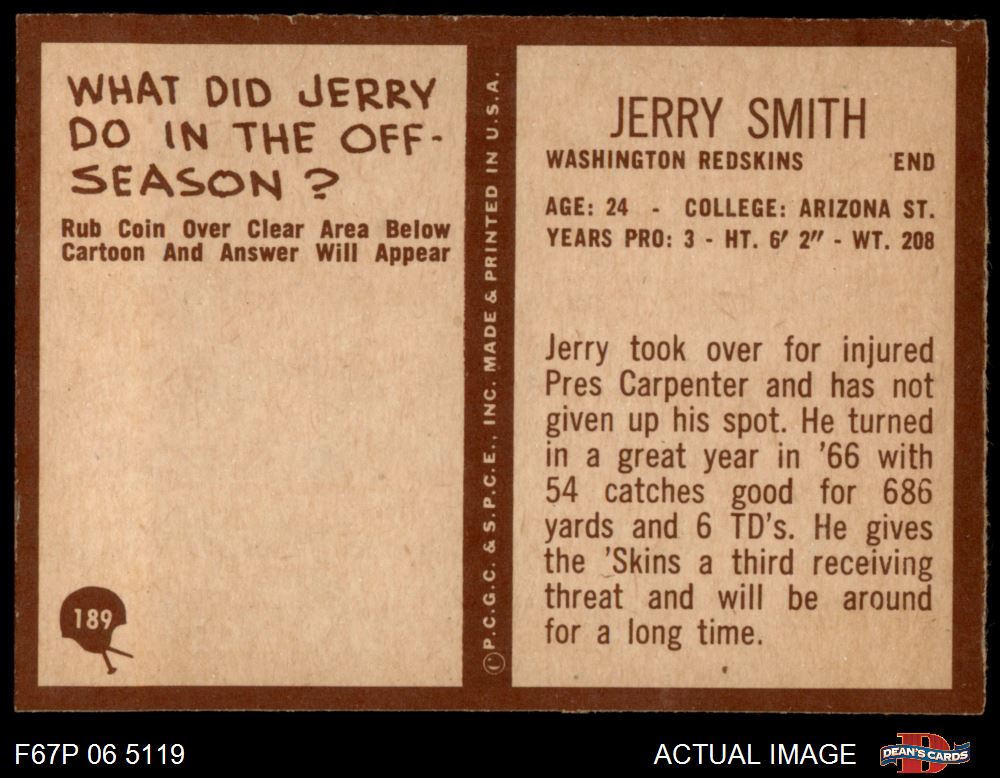 WHAT DID JERRY
DO IN THE OFF-
SEASON ?
Rub Coin Over Clear Area Below
Cartoon And Answer Will Appear
189
© P.C.G.C. & S.P.C.E., INC. MADE & PRINTED IN U.S.A.
JERRY SMITH
WASHINGTON REDSKINS END
AGE: 24 - COLLEGE: ARIZONA ST.
YEARS PRO: 3 - HT. 6' 2" - WT. 208
Jerry took over for injured
Pres Carpenter and has not
given up his spot. He turned
in a great year in '66 with
54 catches good for 686
yards and 6 TD's. He gives
the 'Skins a third receiving
threat and will be around
for a long time.
F67P 06 5119
ACTUAL IMAGE
D
DEAN'S CARDS